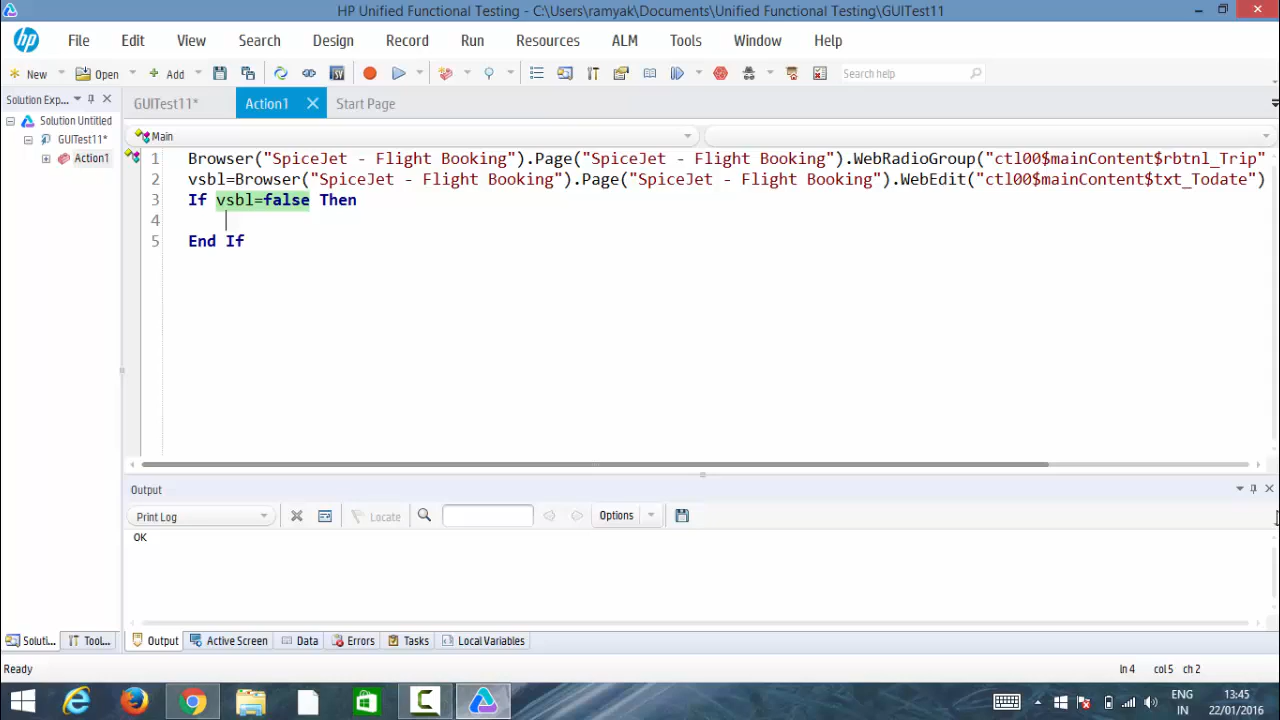 HP Unified Functional Testing - C:\Users\ramyak\Documents\Unified Functional Testing\GUITest11
hp File Edit View Search Design Record Run Resources ALM Tools Window Help
New Open Add Search help
Solution Exp... GUITest11* Action1 Start Page
Solution Untitled
GUITest11*
Action1
Main
1 Browser("SpiceJet - Flight Booking").Page("SpiceJet - Flight Booking").WebRadioGroup("ctl00$mainContent$rbtnl_Trip"
2 vsbl=Browser("SpiceJet - Flight Booking").Page("SpiceJet - Flight Booking").WebEdit("ctl00$mainContent$txt_Todate")
3 If vsbl=false Then
4
5 End If
Output
Print Log Locate Options
OK
Soluti... Tool... Output Active Screen Data Errors Tasks Local Variables
Ready ln 4 col 5 ch 2
ENG 13:45
IN 22/01/2016